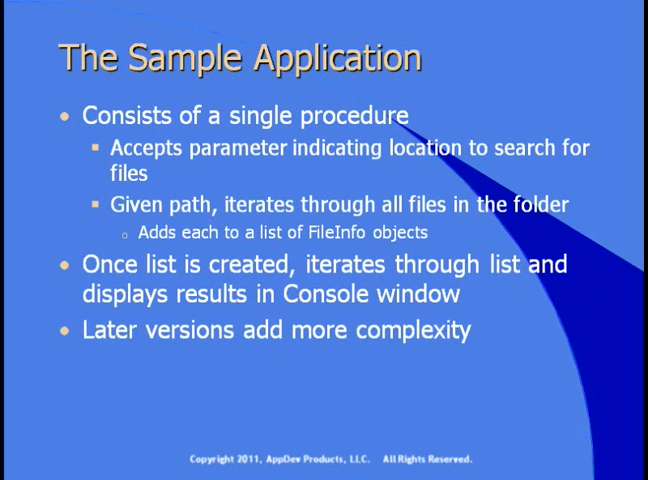 The Sample Application
• Consists of a single procedure
▪ Accepts parameter indicating location to search for
files
▪ Given path, iterates through all files in the folder
o Adds each to a list of FileInfo objects
• Once list is created, iterates through list and
displays results in Console window
• Later versions add more complexity
Copyright 2011, AppDev Products, LLC. All Rights Reserved.